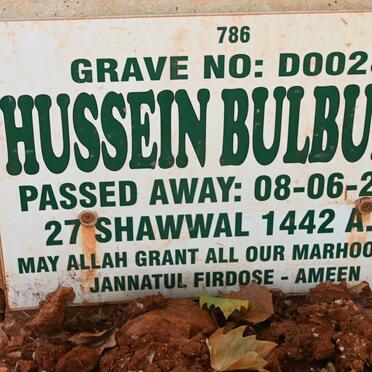 786
GRAVE NO: D002
HUSSEIN BULBU
PASSED AWAY: 08-06-2
27 SHAWWAL 1442 A.
MAY ALLAH GRANT ALL OUR MARHOO
JANNATUL FIRDOSE - AMEEN